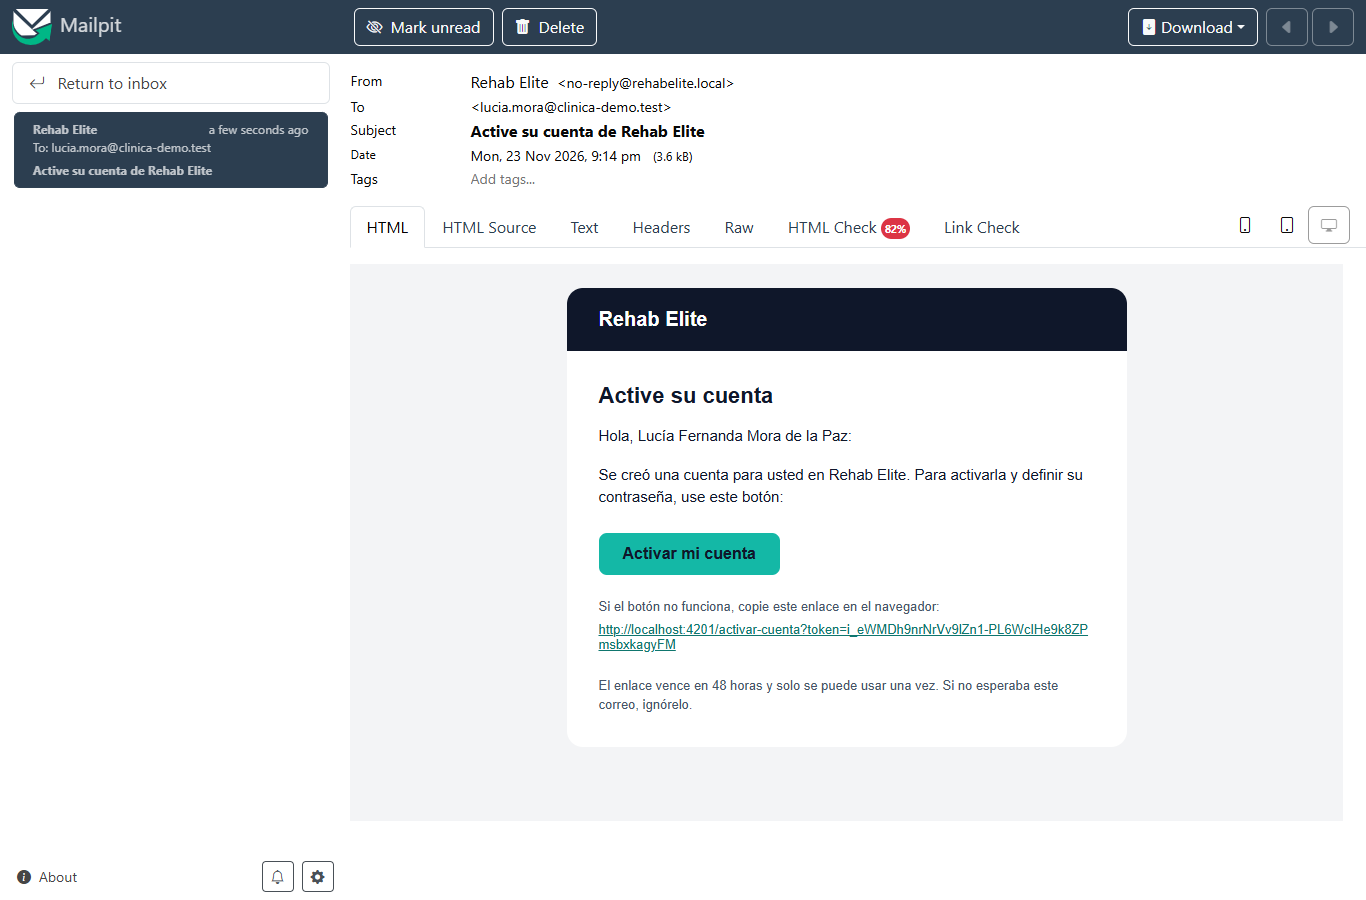 Mailpit
Mark unread
Delete
Download
Return to inbox
Rehab Elite
a few seconds ago
To: lucia.mora@clinica-demo.test
Active su cuenta de Rehab Elite
From
Rehab Elite <no-reply@rehabelite.local>
To
<lucia.mora@clinica-demo.test>
Subject
Active su cuenta de Rehab Elite
Date
Mon, 23 Nov 2026, 9:14 pm (3.6 kB)
Tags
Add tags...
HTML
HTML Source
Text
Headers
Raw
HTML Check 82%
Link Check
Rehab Elite
Active su cuenta
Hola, Lucía Fernanda Mora de la Paz:
Se creó una cuenta para usted en Rehab Elite. Para activarla y definir su
contraseña, use este botón:
Activar mi cuenta
Si el botón no funciona, copie este enlace en el navegador:
http://localhost:4201/activar-cuenta?token=i_eWMDh9nrNrVv9lZn1-PL6WcIHe9k8ZP
msbxkagyFM
El enlace vence en 48 horas y solo se puede usar una vez. Si no esperaba este
correo, ignórelo.
About